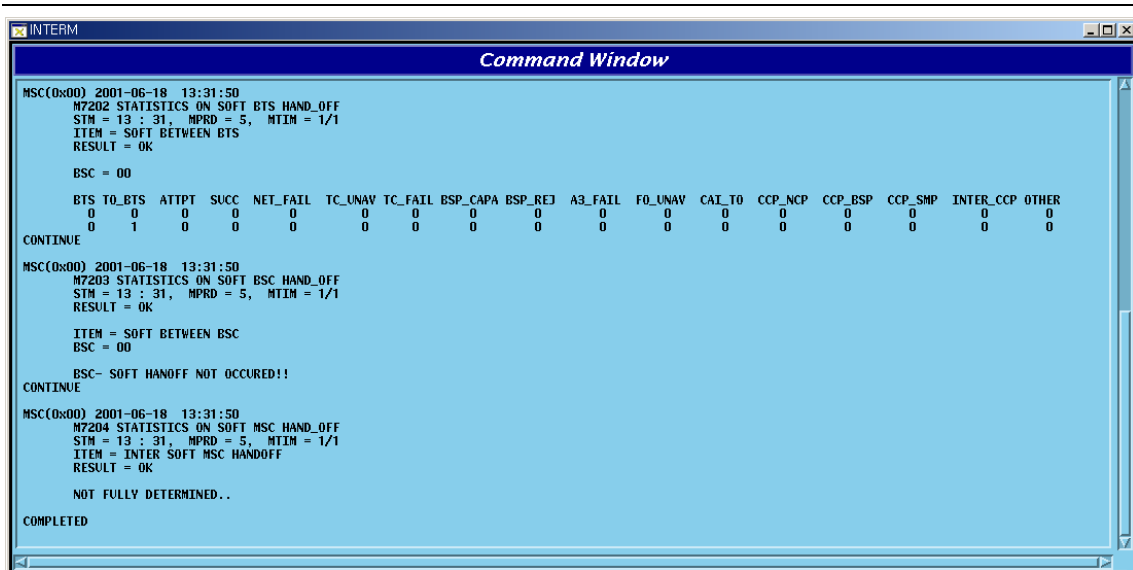 INTERM
Command Window
MSC(0x00) 2001-06-18 13:31:50
M7202 STATISTICS ON SOFT BTS HAND_OFF
STM = 13 : 31, MPRD = 5, MTIM = 1/1
ITEM = SOFT BETWEEN BTS
RESULT = OK
BSC = 00
BTS TO_BTS ATTPT SUCC NET_FAIL TC_UNAV TC_FAIL BSP_CAPA BSP_REJ A3_FAIL FO_UNAV CAI_TO CCP_NCP CCP_BSP CCP_SMP INTER_CCP OTHER
0 0 0 0 0 0 0 0 0 0 0 0 0 0 0 0 0
0 1 0 0 0 0 0 0 0 0 0 0 0 0 0 0 0
CONTINUE
MSC(0x00) 2001-06-18 13:31:50
M7203 STATISTICS ON SOFT BSC HAND_OFF
STM = 13 : 31, MPRD = 5, MTIM = 1/1
RESULT = OK
ITEM = SOFT BETWEEN BSC
BSC = 00
BSC- SOFT HANOFF NOT OCCURED!!
CONTINUE
MSC(0x00) 2001-06-18 13:31:50
M7204 STATISTICS ON SOFT MSC HAND_OFF
STM = 13 : 31, MPRD = 5, MTIM = 1/1
ITEM = INTER SOFT MSC HANDOFF
RESULT = OK
NOT FULLY DETERMINED..
COMPLETED